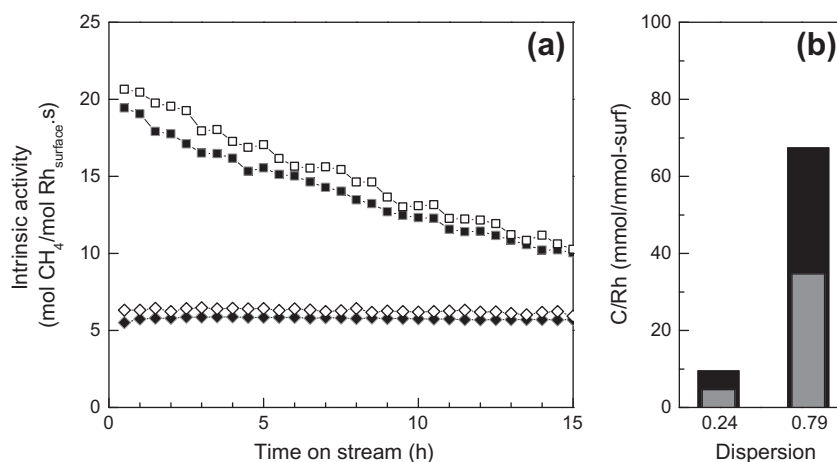 (a)
25
20
15
10
5
0
Intrinsic activity
(mol CH4/mol Rhsurface.s)
0 5 10 15
Time on stream (h)
(b)
100
80
60
40
20
0
C/Rh (mmol/mmol-surf)
0.24 0.79
Dispersion